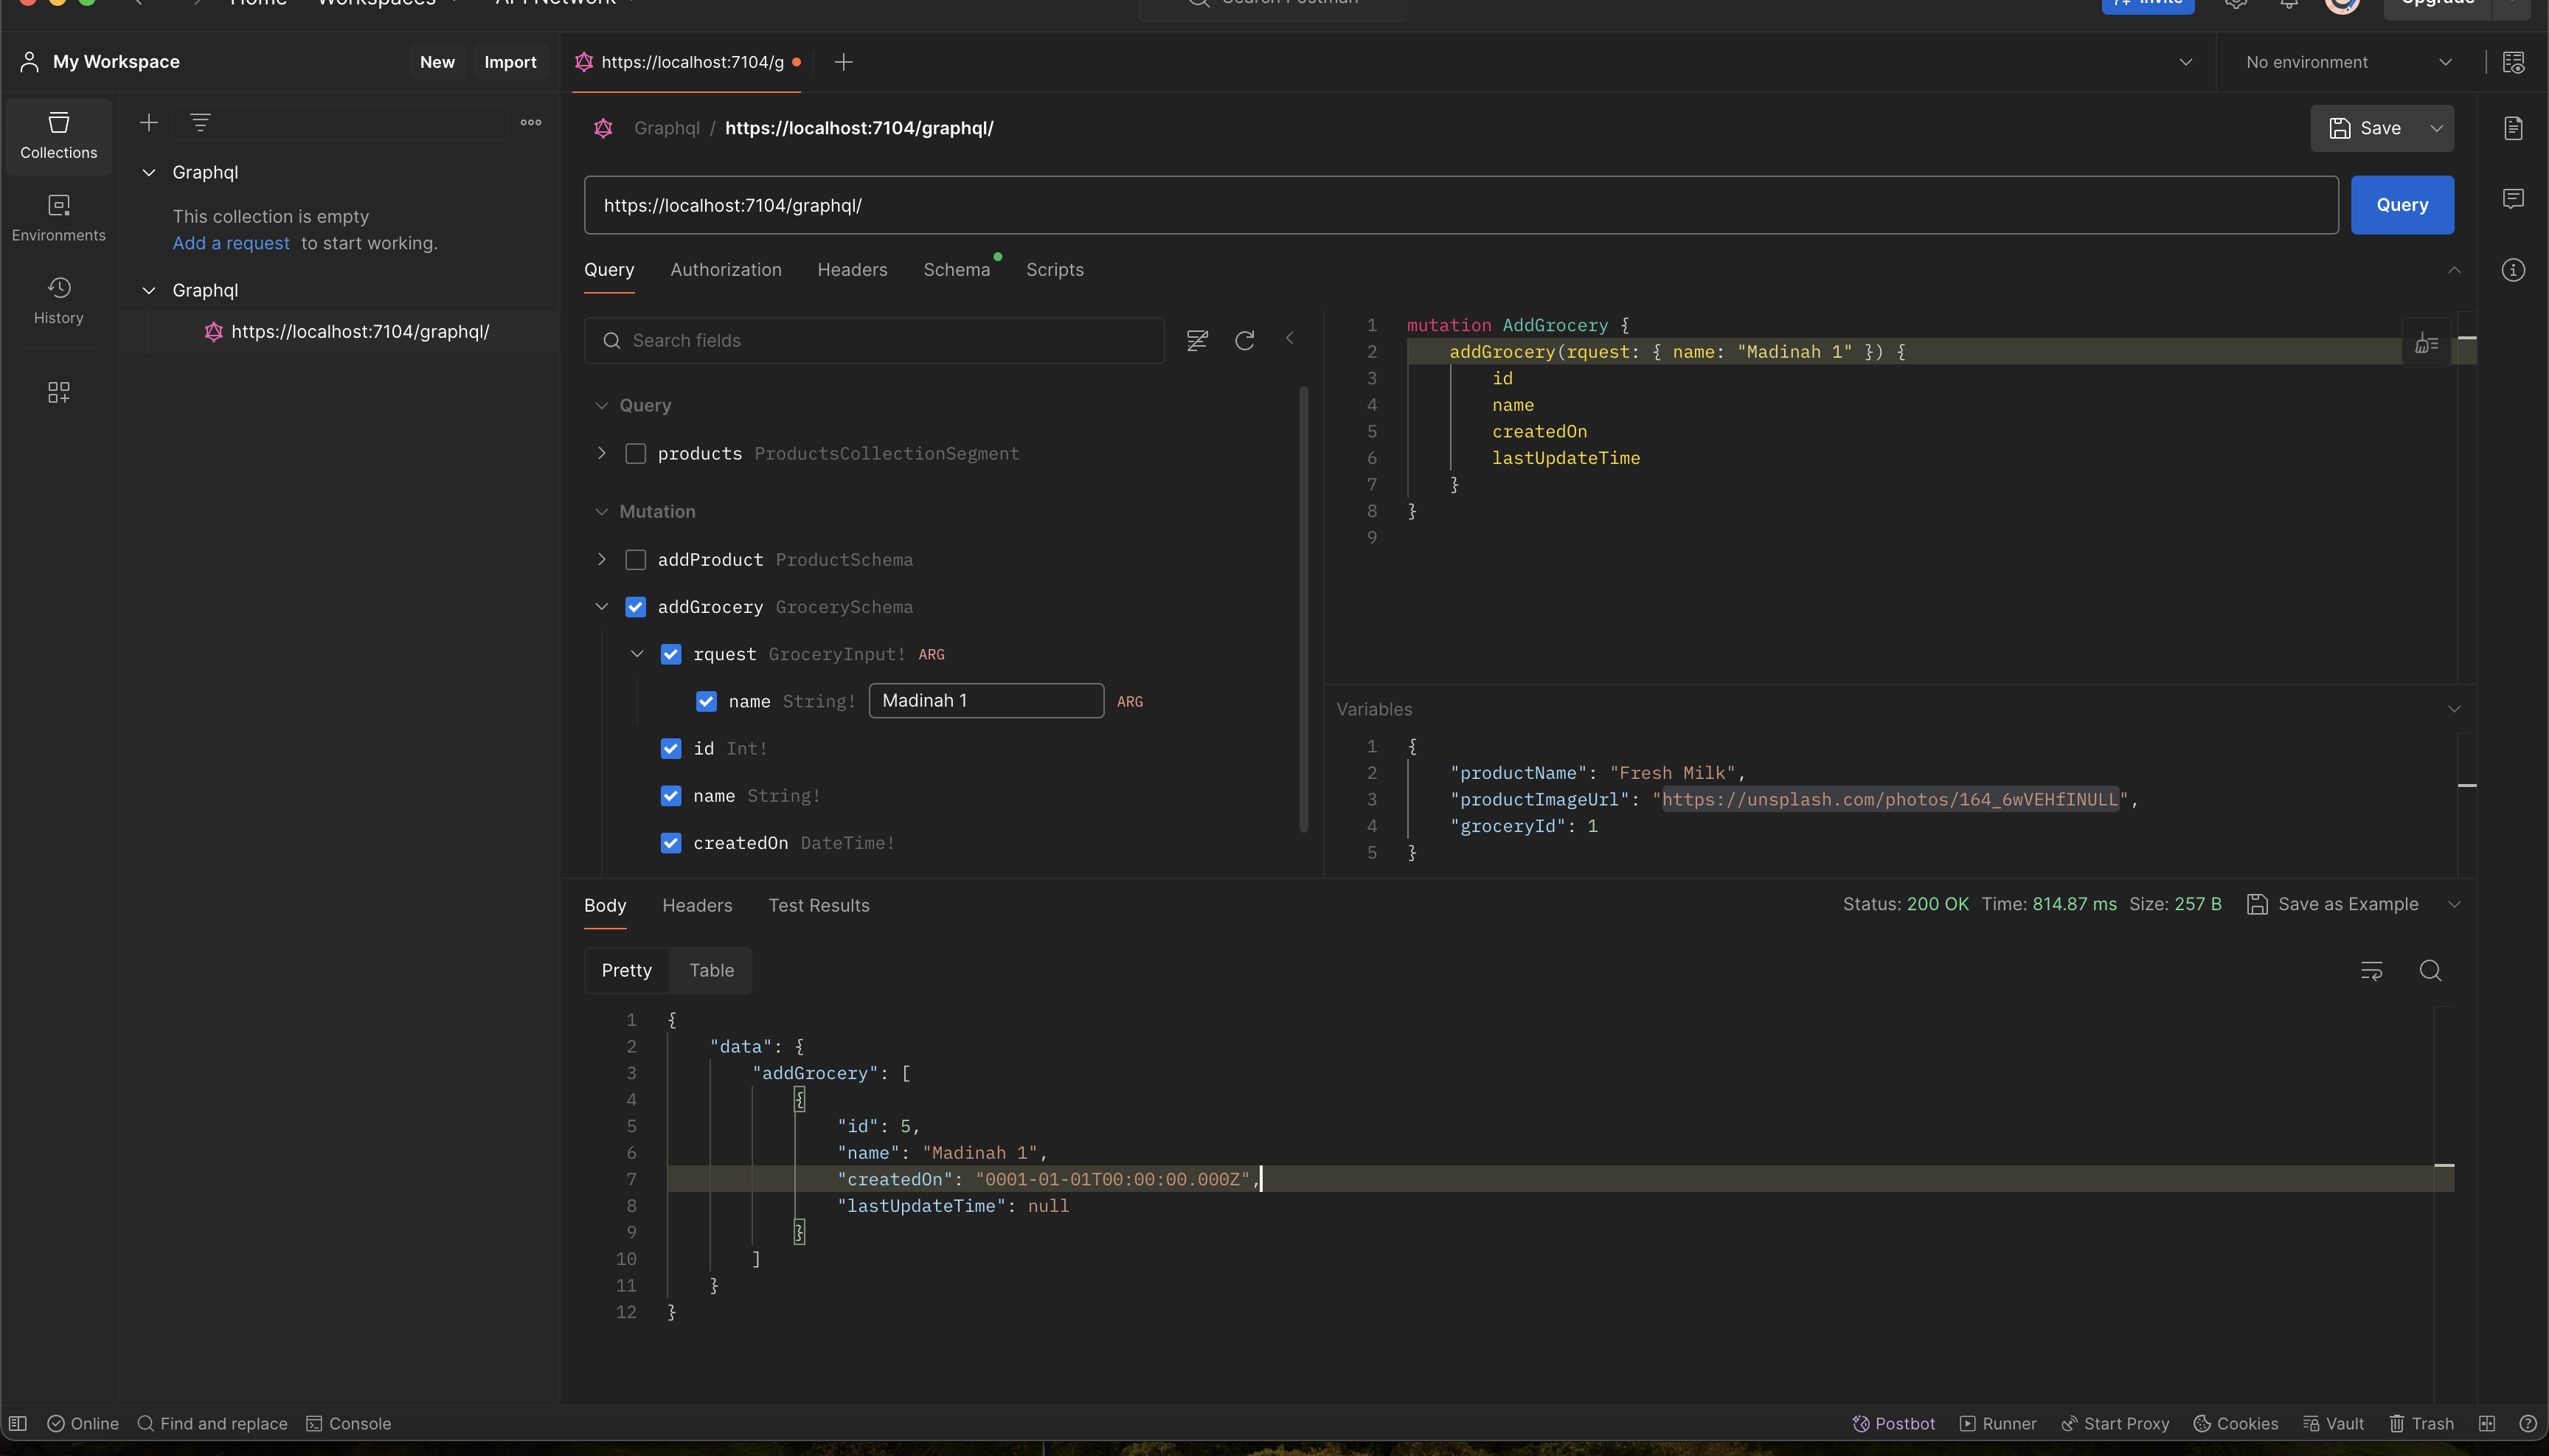 Home Workspaces API Network Search Postman Invite Upgrade
My Workspace New Import https://localhost:7104/g No environment
Collections
Environments
History
Graphql
This collection is empty
Add a request to start working.
Graphql
https://localhost:7104/graphql/
Graphql / https://localhost:7104/graphql/ Save
https://localhost:7104/graphql/ Query
Query Authorization Headers Schema Scripts
Search fields
Query
products ProductsCollectionSegment
Mutation
addProduct ProductSchema
addGrocery GrocerySchema
rquest GroceryInput! ARG
name String! Madinah 1 ARG
id Int!
name String!
createdOn DateTime!
1 mutation AddGrocery {
2 addGrocery(rquest: { name: "Madinah 1" }) {
3 id
4 name
5 createdOn
6 lastUpdateTime
7 }
8 }
9
Variables
1 {
2 "productName": "Fresh Milk",
3 "productImageUrl": "https://unsplash.com/photos/164_6wVEHfINULL",
4 "groceryId": 1
5 }
Body Headers Test Results Status: 200 OK Time: 814.87 ms Size: 257 B Save as Example
Pretty Table
1 {
2 "data": {
3 "addGrocery": [
4 {
5 "id": 5,
6 "name": "Madinah 1",
7 "createdOn": "0001-01-01T00:00:00.000Z",
8 "lastUpdateTime": null
9 }
10 ]
11 }
12 }
Online Find and replace Console Postbot Runner Start Proxy Cookies Vault Trash